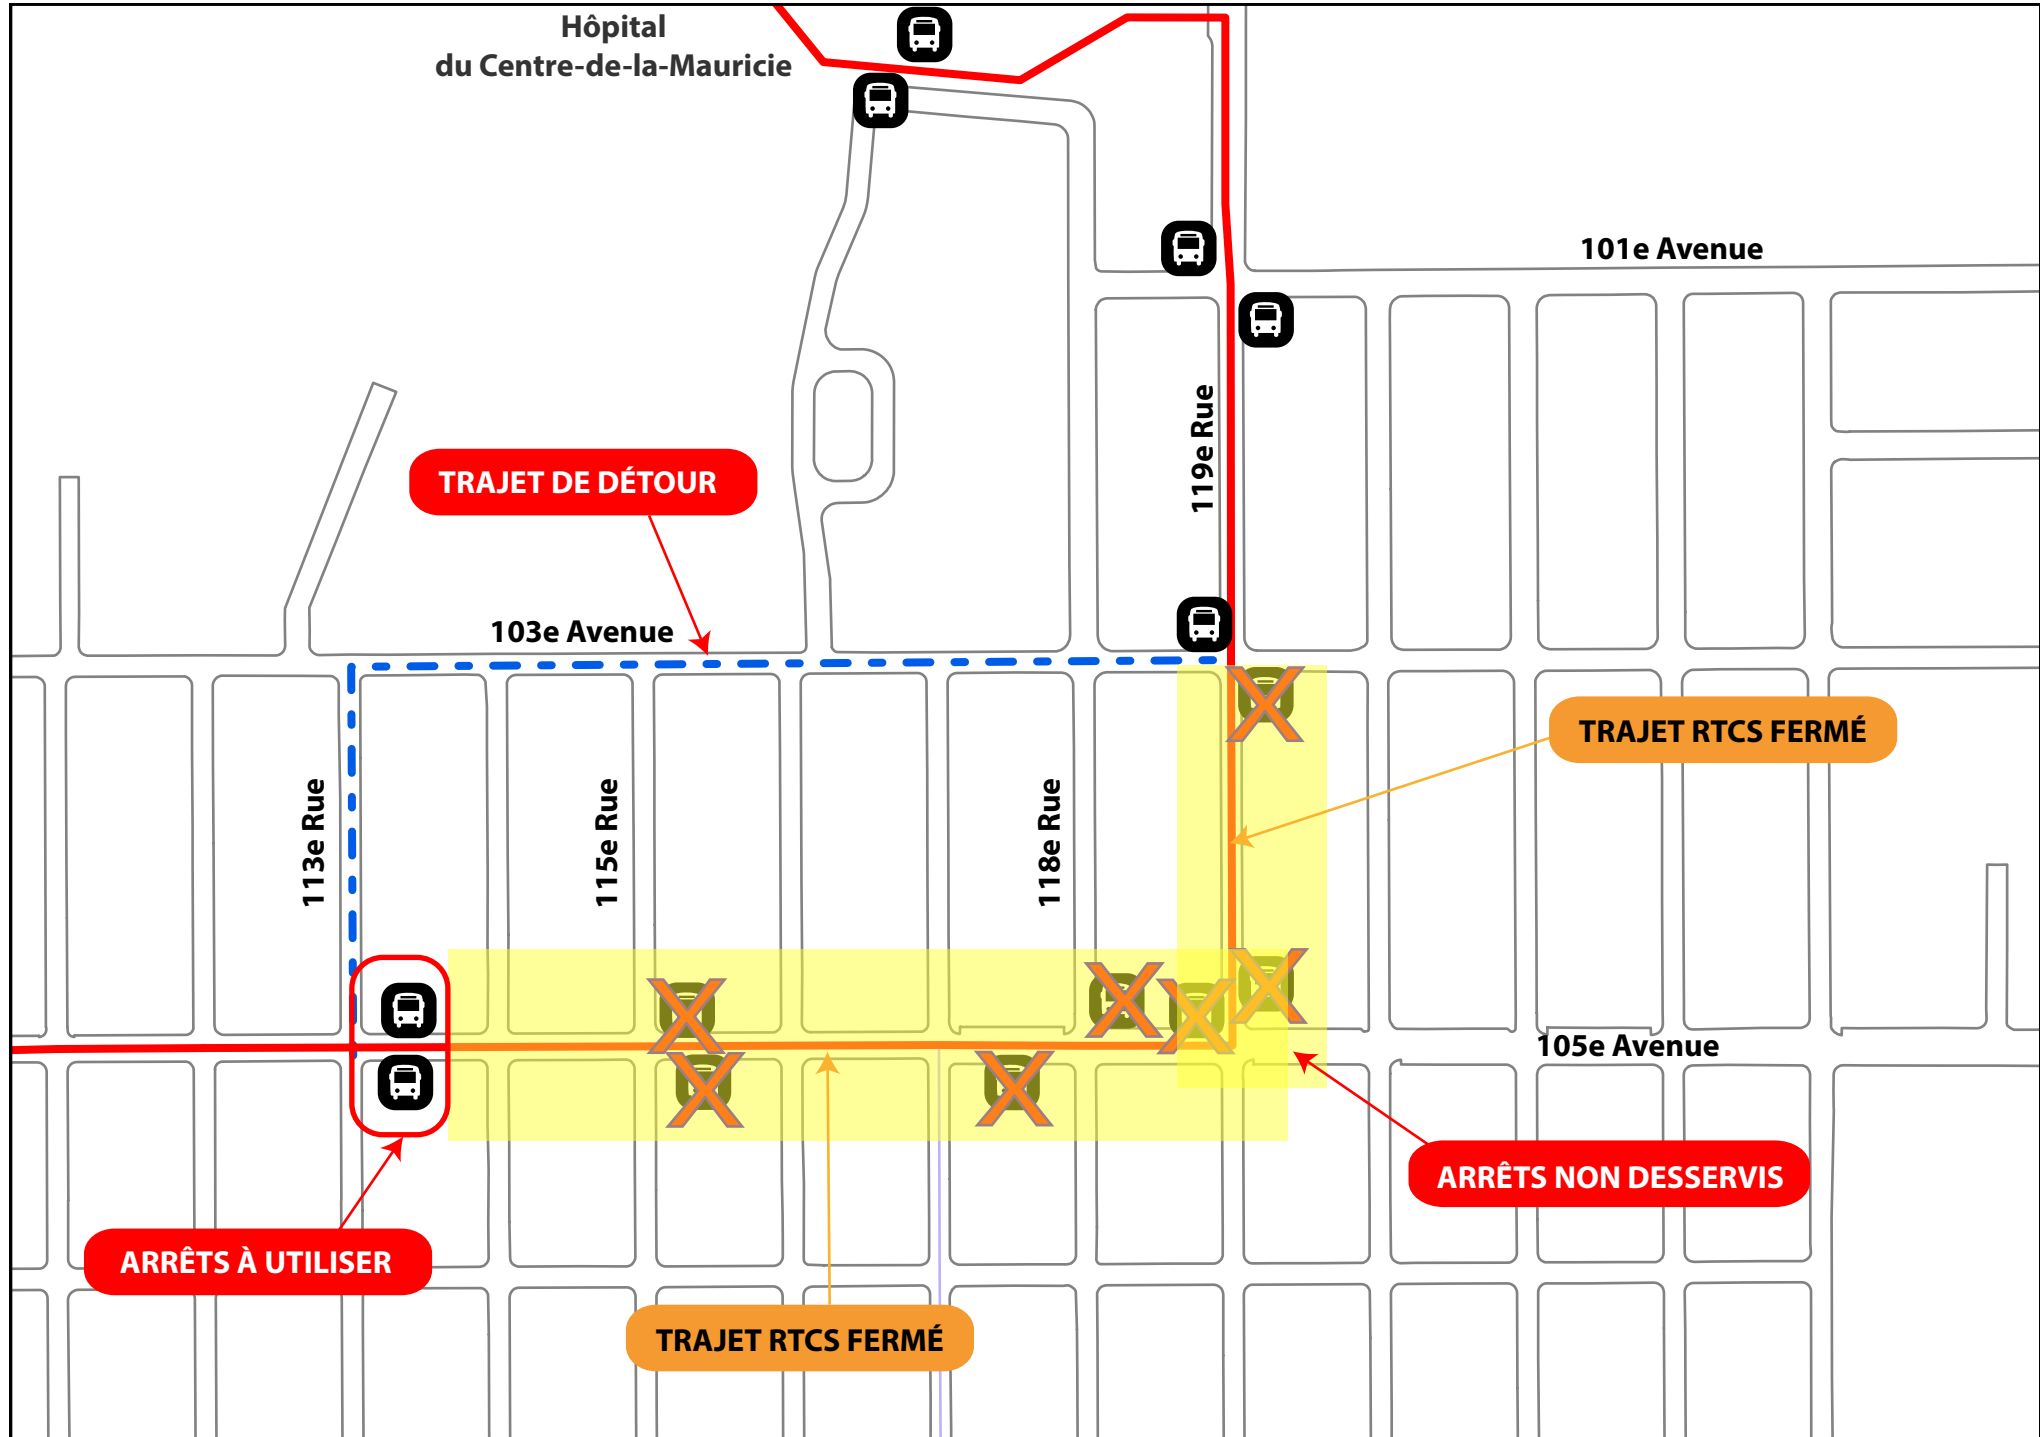 Hôpital
du Centre-de-la-Mauricie
101e Avenue
119e Rue
TRAJET DE DÉTOUR
103e Avenue
TRAJET RTCS FERMÉ
113e Rue
115e Rue
118e Rue
105e Avenue
ARRÊTS NON DESSERVIS
ARRÊTS À UTILISER
TRAJET RTCS FERMÉ